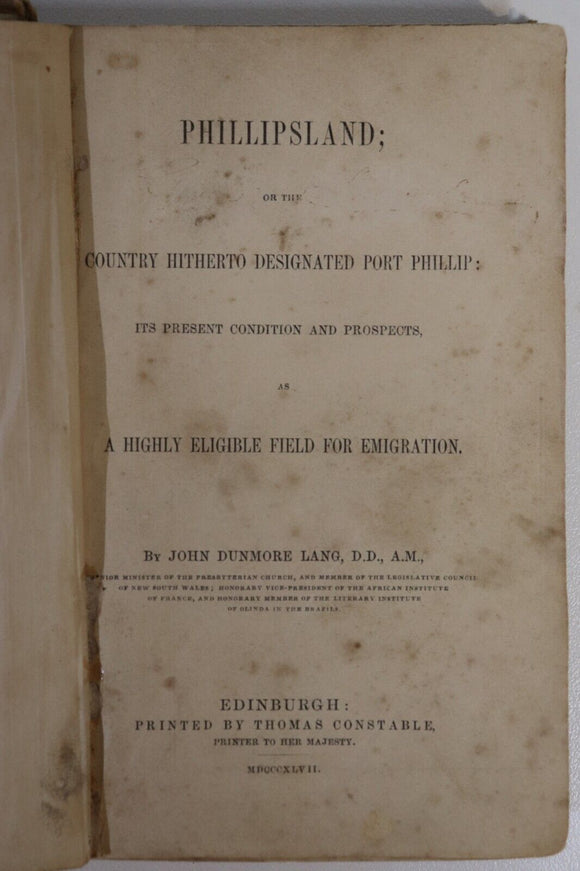 PHILLIPSLAND;
OR THE
COUNTRY HITHERTO DESIGNATED PORT PHILLIP:
ITS PRESENT CONDITION AND PROSPECTS,
AS
A HIGHLY ELIGIBLE FIELD FOR EMIGRATION.
BY JOHN DUNMORE LANG, D.D., A.M.,
SENIOR MINISTER OF THE PRESBYTERIAN CHURCH, AND MEMBER OF THE LEGISLATIVE COUNCIL
OF NEW SOUTH WALES; HONORARY VICE-PRESIDENT OF THE AFRICAN INSTITUTE
OF FRANCE, AND HONORARY MEMBER OF THE LITERARY INSTITUTE
OF OLINDA IN THE BRAZILS.
EDINBURGH:
PRINTED BY THOMAS CONSTABLE,
PRINTER TO HER MAJESTY.
MDCCCXLVII.